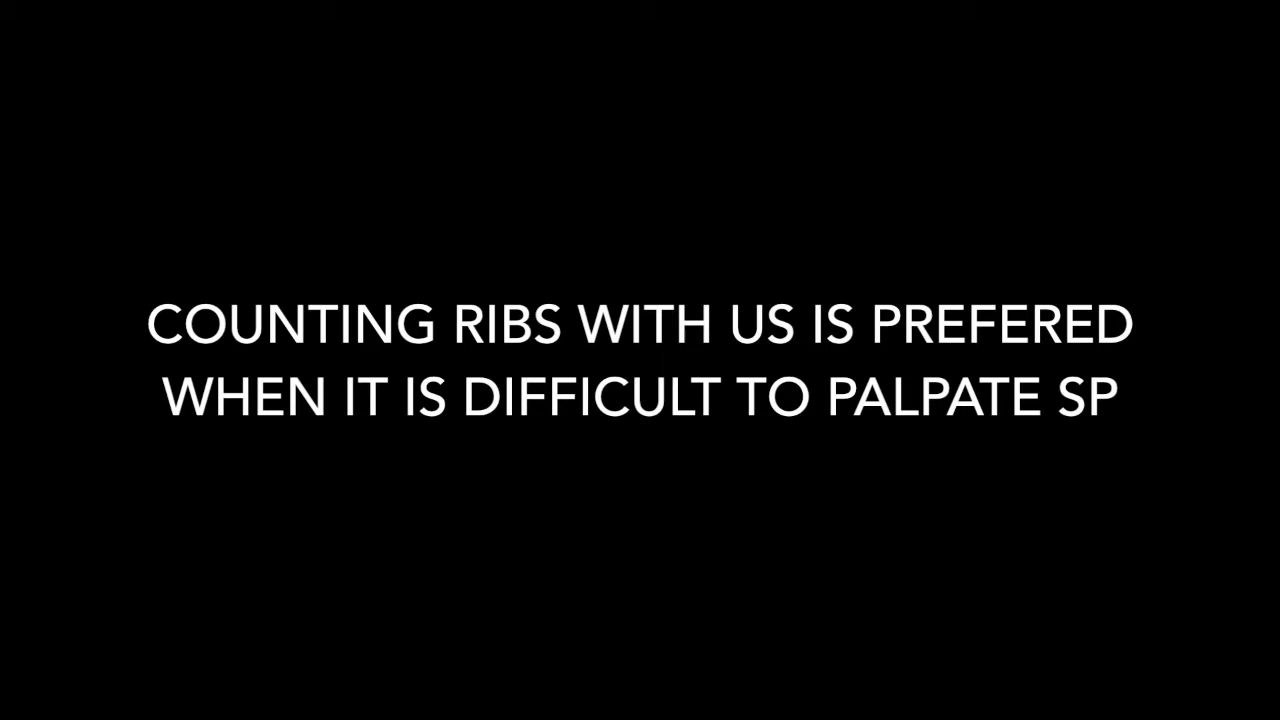 COUNTING RIBS WITH US IS PREFERED
WHEN IT IS DIFFICULT TO PALPATE SP